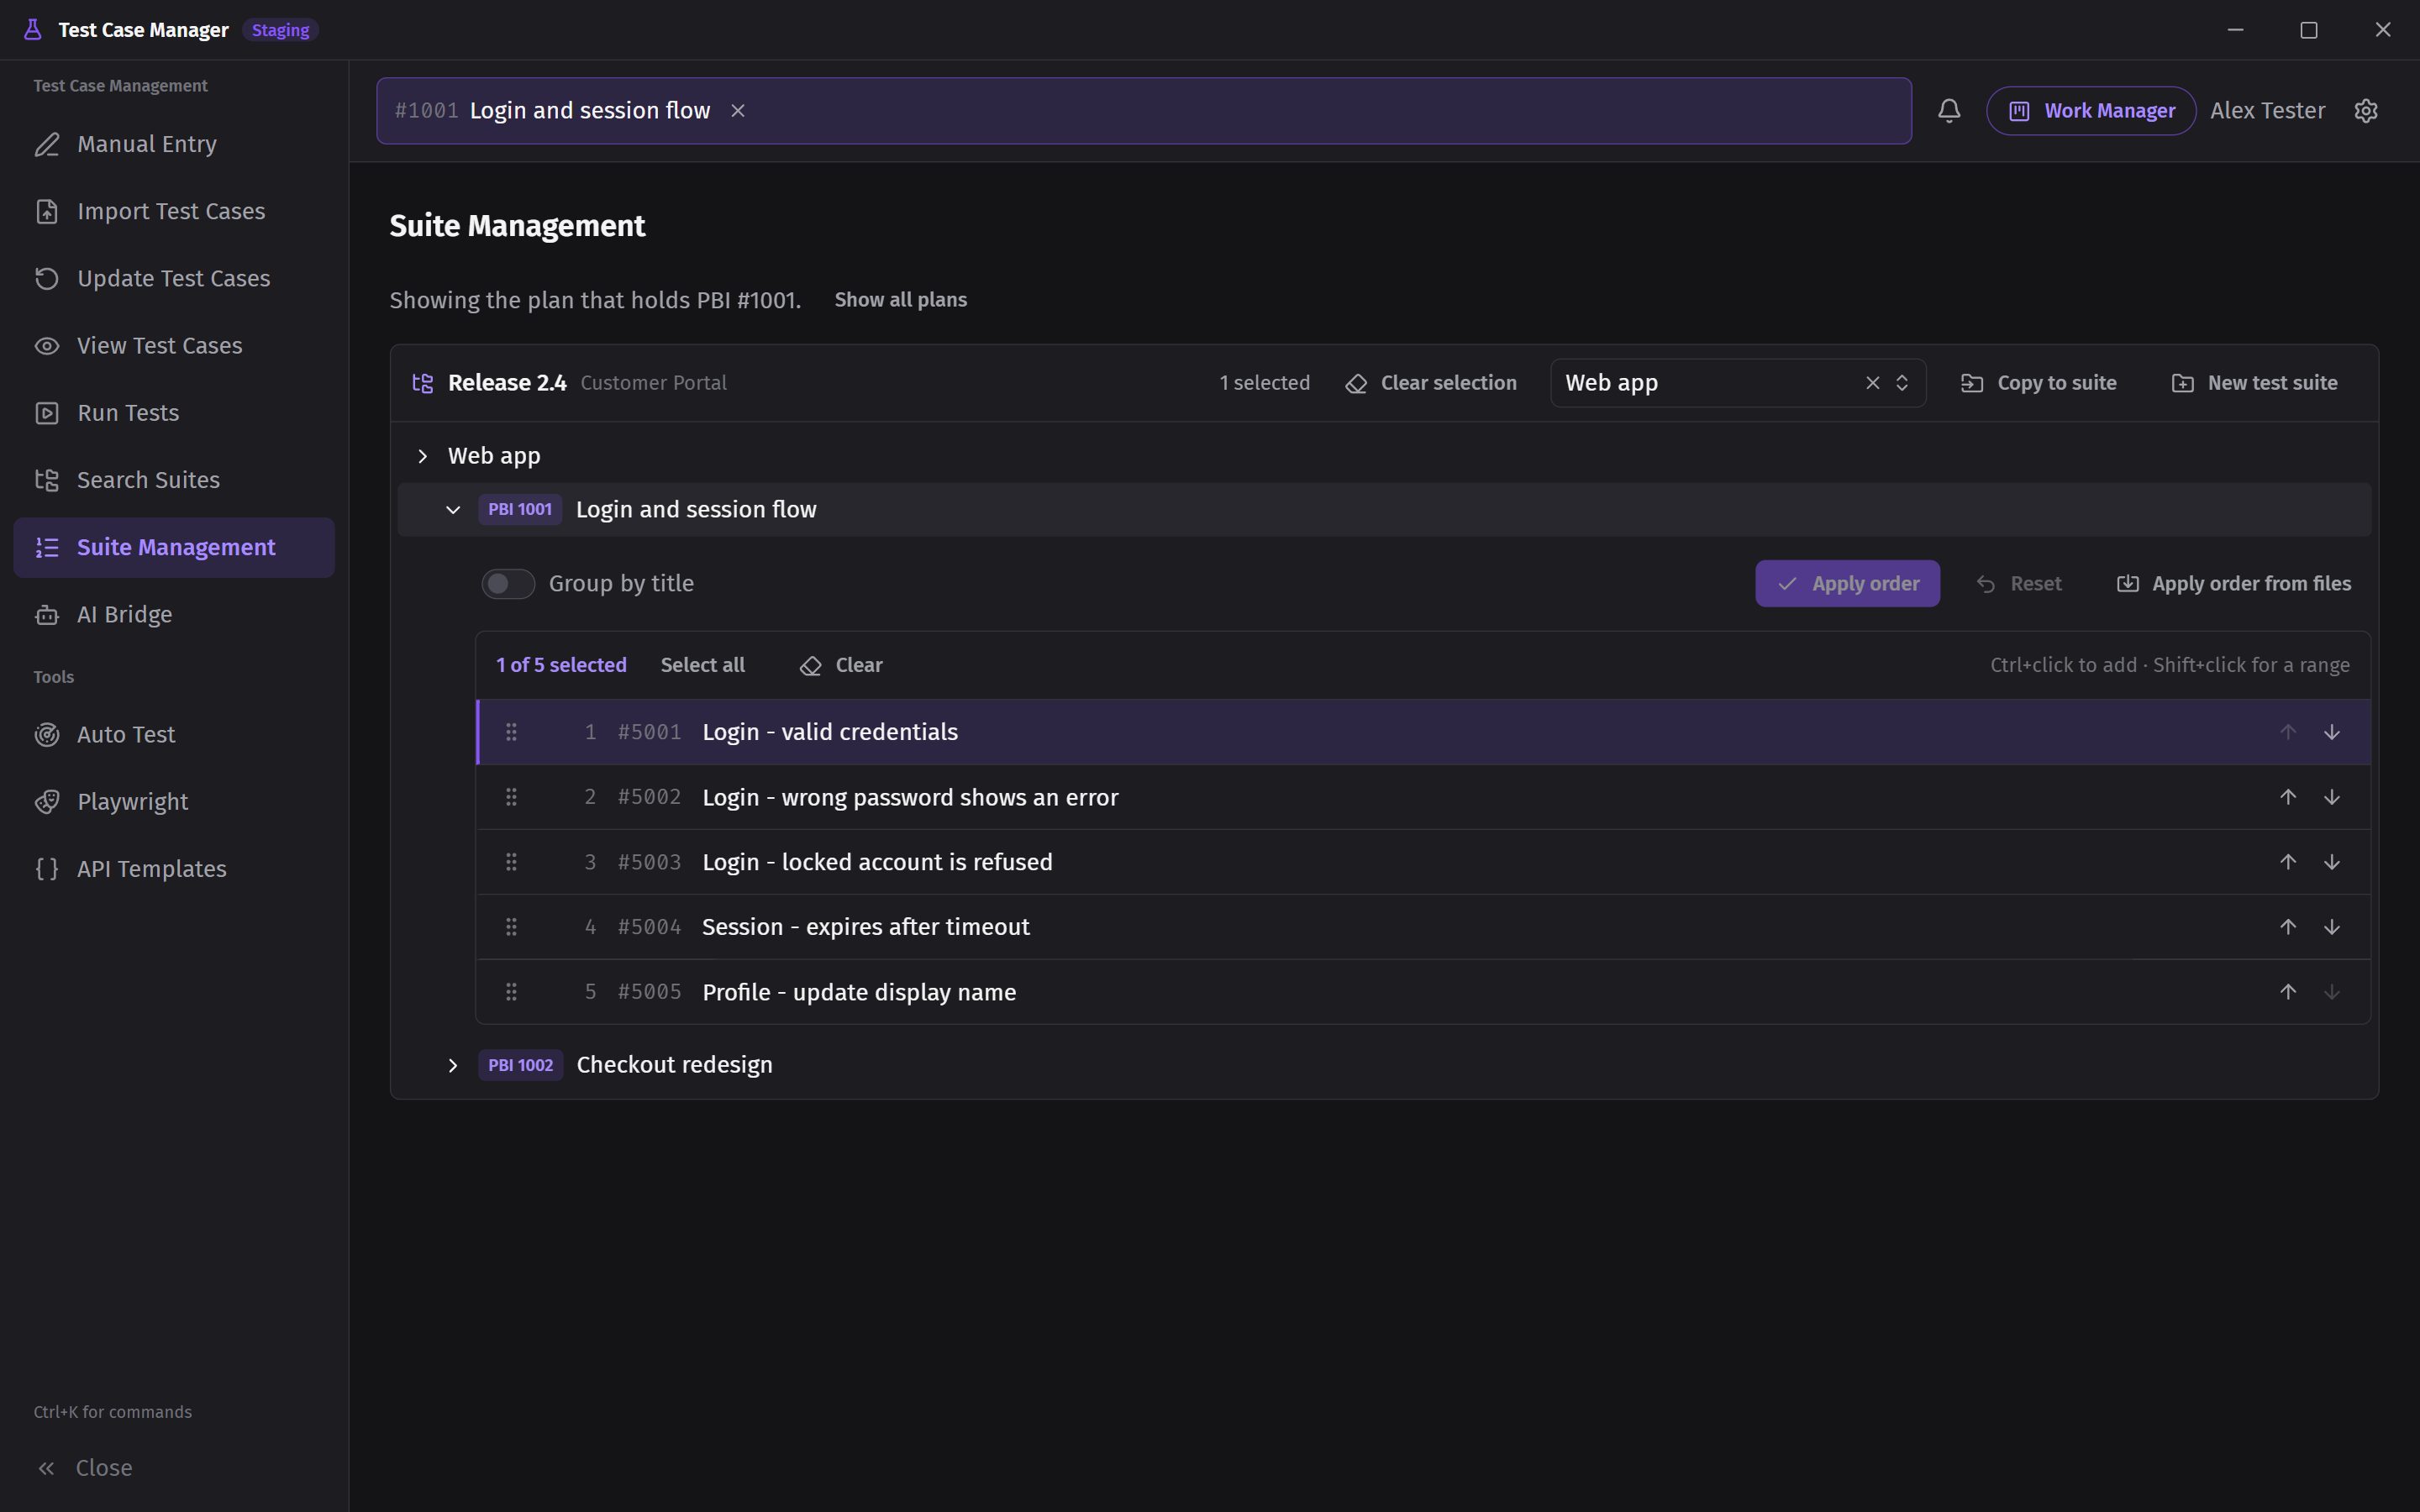 Test Case Manager Staging
Test Case Management
Manual Entry
Import Test Cases
Update Test Cases
View Test Cases
Run Tests
Search Suites
Suite Management
AI Bridge
Tools
Auto Test
Playwright
API Templates
Ctrl+K for commands
Close
#1001 Login and session flow
Work Manager
Alex Tester
Suite Management
Showing the plan that holds PBI #1001. Show all plans
Release 2.4 Customer Portal 1 selected Clear selection Web app Copy to suite New test suite
Web app
PBI 1001 Login and session flow
Group by title Apply order Reset Apply order from files
1 of 5 selected Select all Clear Ctrl+click to add · Shift+click for a range
1 #5001 Login - valid credentials
2 #5002 Login - wrong password shows an error
3 #5003 Login - locked account is refused
4 #5004 Session - expires after timeout
5 #5005 Profile - update display name
PBI 1002 Checkout redesign